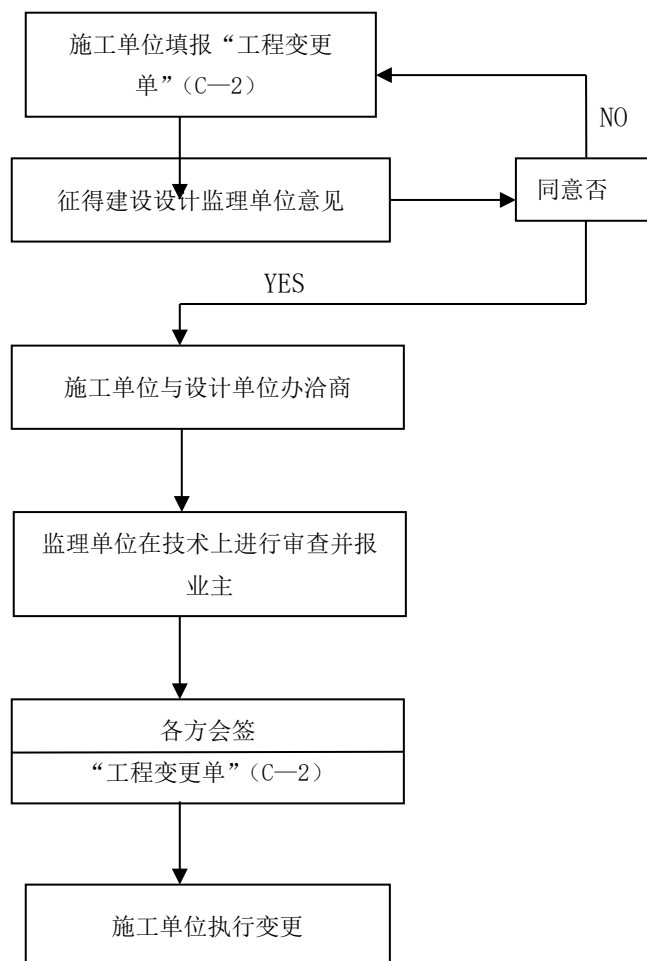 施工单位填报“工程变更
单”（C—2）
NO
征得建设设计监理单位意见
同意否
YES
施工单位与设计单位办洽商
监理单位在技术上进行审查并报
业主
各方会签
“工程变更单”（C—2）
施工单位执行变更